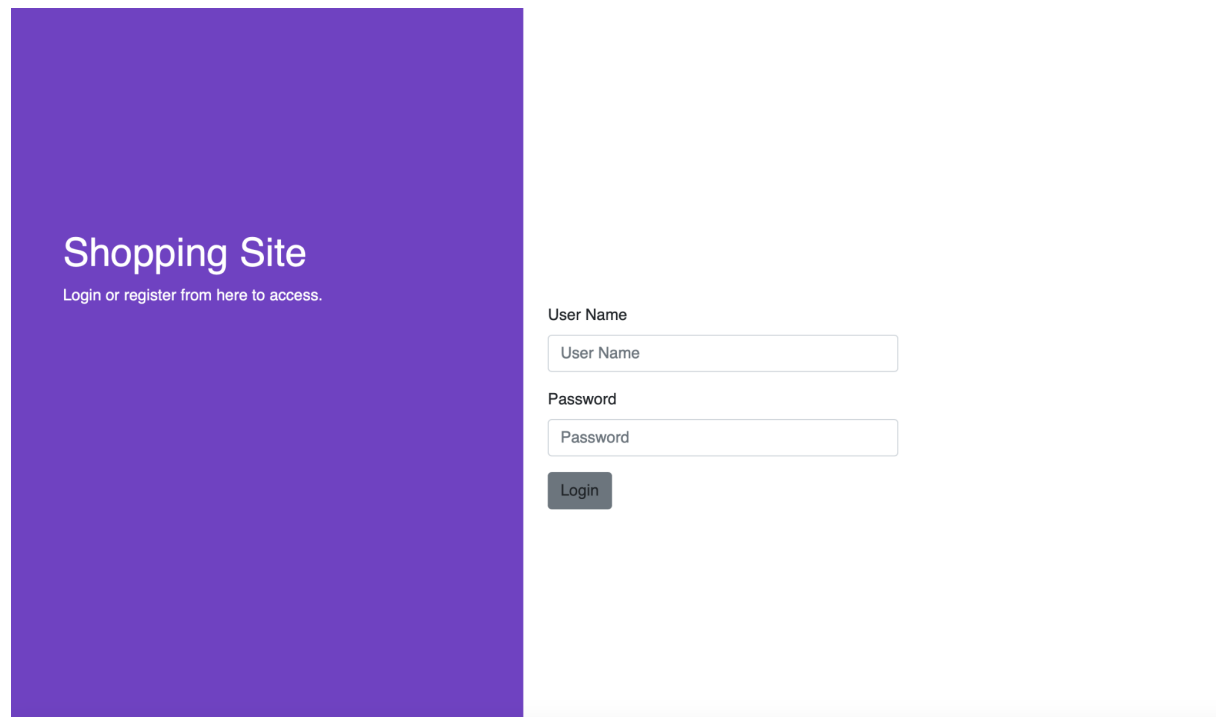 Shopping Site
Login or register from here to access.
User Name
User Name
Password
Password
Login